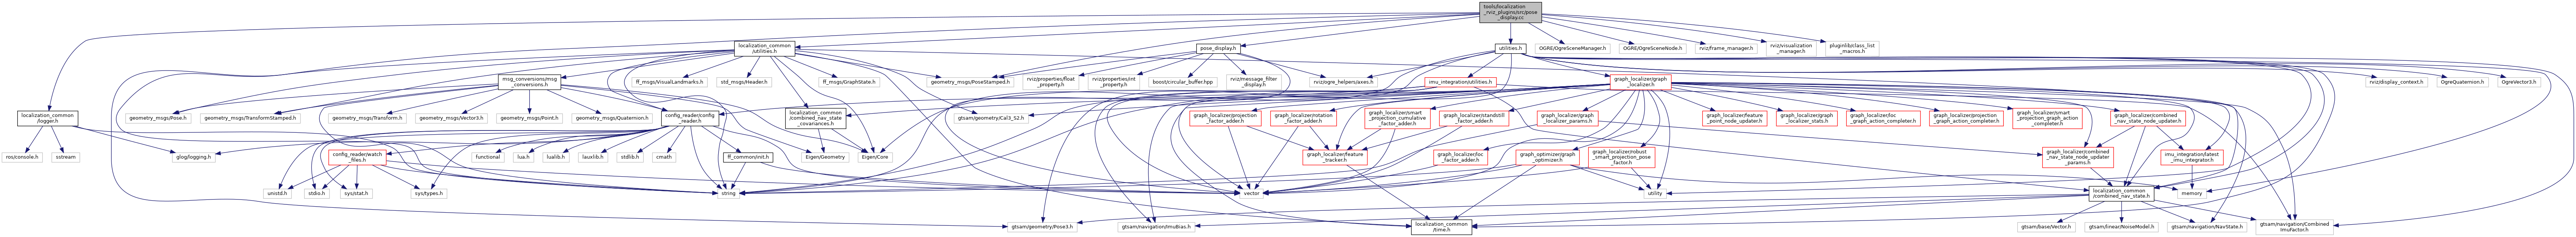 tools/localization
_rviz_plugins/src/pose
_display.cc
localization_common
/utilities.h
pose_display.h
utilities.h
OGRE/OgreSceneManager.h
OGRE/OgreSceneNode.h
rviz/frame_manager.h
rviz/visualization
_manager.h
pluginlib/class_list
_macros.h
msg_conversions/msg
_conversions.h
ff_msgs/VisualLandmarks.h
std_msgs/Header.h
ff_msgs/GraphState.h
geometry_msgs/PoseStamped.h
rviz/properties/float
_property.h
rviz/properties/int
_property.h
boost/circular_buffer.hpp
rviz/message_filter
_display.h
rviz/ogre_helpers/axes.h
imu_integration/utilities.h
graph_localizer/graph
_localizer.h
rviz/display_context.h
OgreQuaternion.h
OgreVector3.h
localization_common
/logger.h
geometry_msgs/Pose.h
geometry_msgs/TransformStamped.h
geometry_msgs/Transform.h
geometry_msgs/Vector3.h
geometry_msgs/Point.h
geometry_msgs/Quaternion.h
config_reader/config
_reader.h
localization_common
/combined_nav_state
_covariances.h
gtsam/geometry/Cal3_S2.h
graph_localizer/projection
_factor_adder.h
graph_localizer/rotation
_factor_adder.h
graph_localizer/smart
_projection_cumulative
_factor_adder.h
graph_localizer/standstill
_factor_adder.h
graph_localizer/graph
_localizer_params.h
graph_localizer/feature
_point_node_updater.h
graph_localizer/graph
_localizer_stats.h
graph_localizer/loc
_graph_action_completer.h
graph_localizer/projection
_graph_action_completer.h
graph_localizer/smart
_projection_graph_action
_completer.h
graph_localizer/combined
_nav_state_node_updater.h
ros/console.h
sstream
glog/logging.h
config_reader/watch
_files.h
functional
lua.h
lualib.h
lauxlib.h
stdlib.h
cmath
ff_common/init.h
Eigen/Geometry
Eigen/Core
graph_localizer/feature
_tracker.h
graph_localizer/loc
_factor_adder.h
graph_optimizer/graph
_optimizer.h
graph_localizer/robust
_smart_projection_pose
_factor.h
graph_localizer/combined
_nav_state_node_updater
_params.h
imu_integration/latest
_imu_integrator.h
unistd.h
stdio.h
sys/stat.h
sys/types.h
string
vector
utility
localization_common
/combined_nav_state.h
memory
gtsam/geometry/Pose3.h
gtsam/navigation/ImuBias.h
localization_common
/time.h
gtsam/base/Vector.h
gtsam/linear/NoiseModel.h
gtsam/navigation/NavState.h
gtsam/navigation/Combined
ImuFactor.h